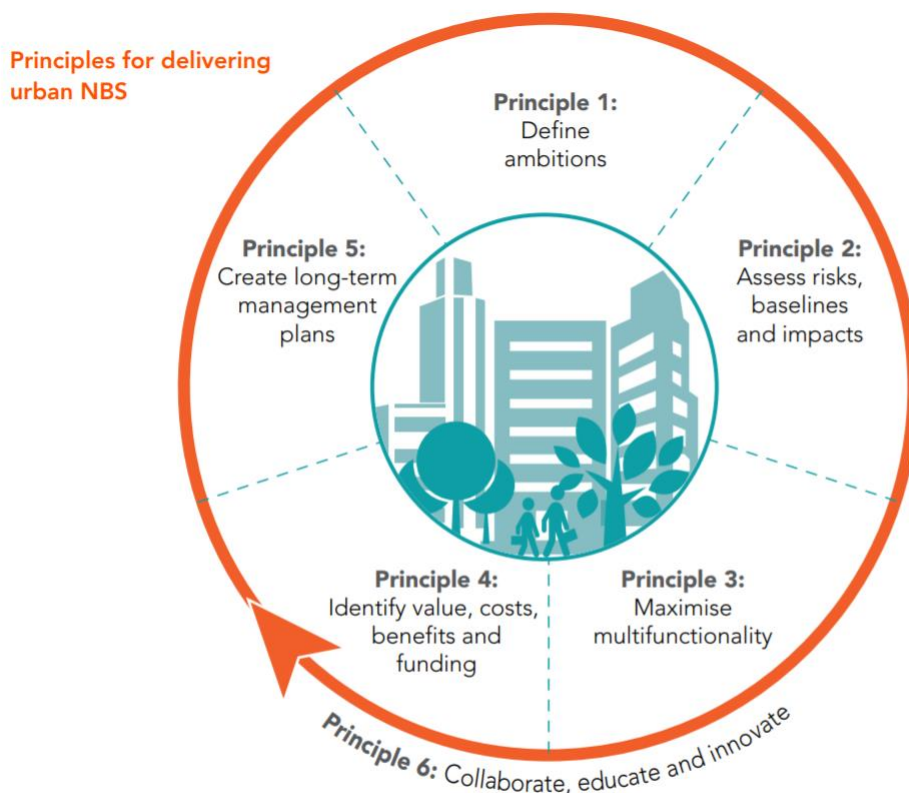 Principles for delivering
urban NBS
Principle 1:
Define
ambitions
Principle 2:
Assess risks,
baselines
and impacts
Principle 3:
Maximise
multifunctionality
Principle 4:
Identify value, costs,
benefits and
funding
Principle 5:
Create long-term
management
plans
Principle 6: Collaborate, educate and innovate